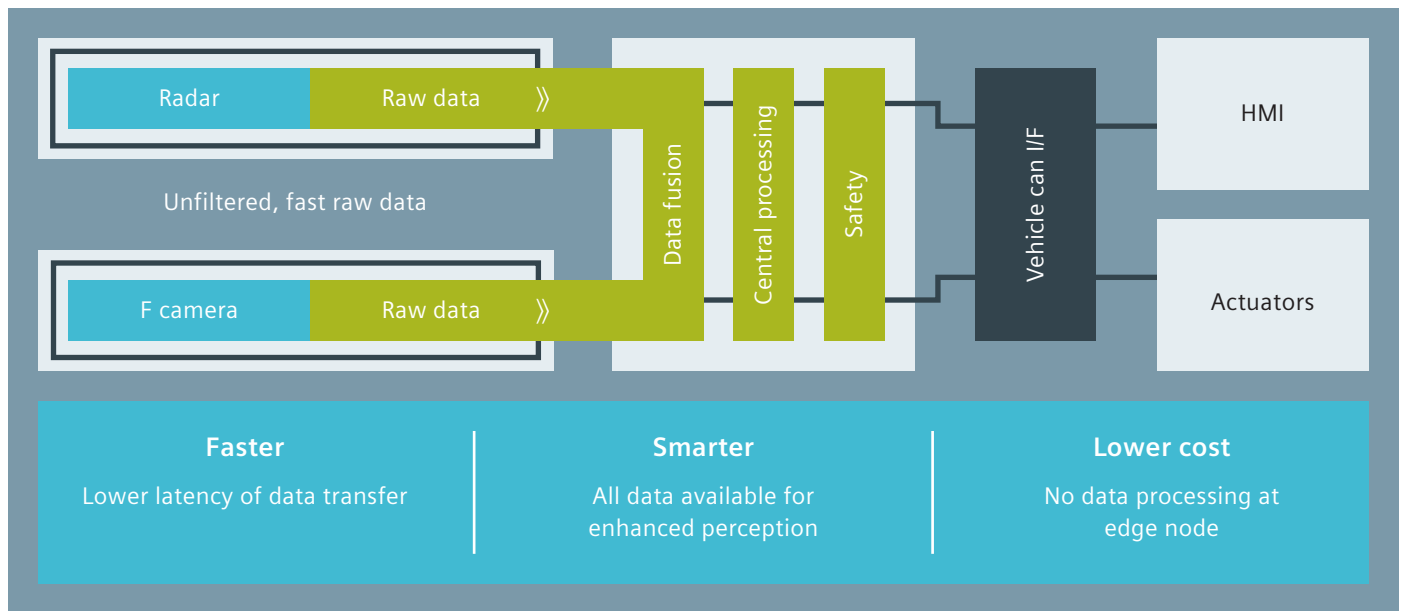 Radar
Raw data
Unfiltered, fast raw data
F camera
Raw data
Data fusion
Central processing
Safety
Vehicle can I/F
HMI
Actuators
Faster
Lower latency of data transfer
Smarter
All data available for
enhanced perception
Lower cost
No data processing at
edge node